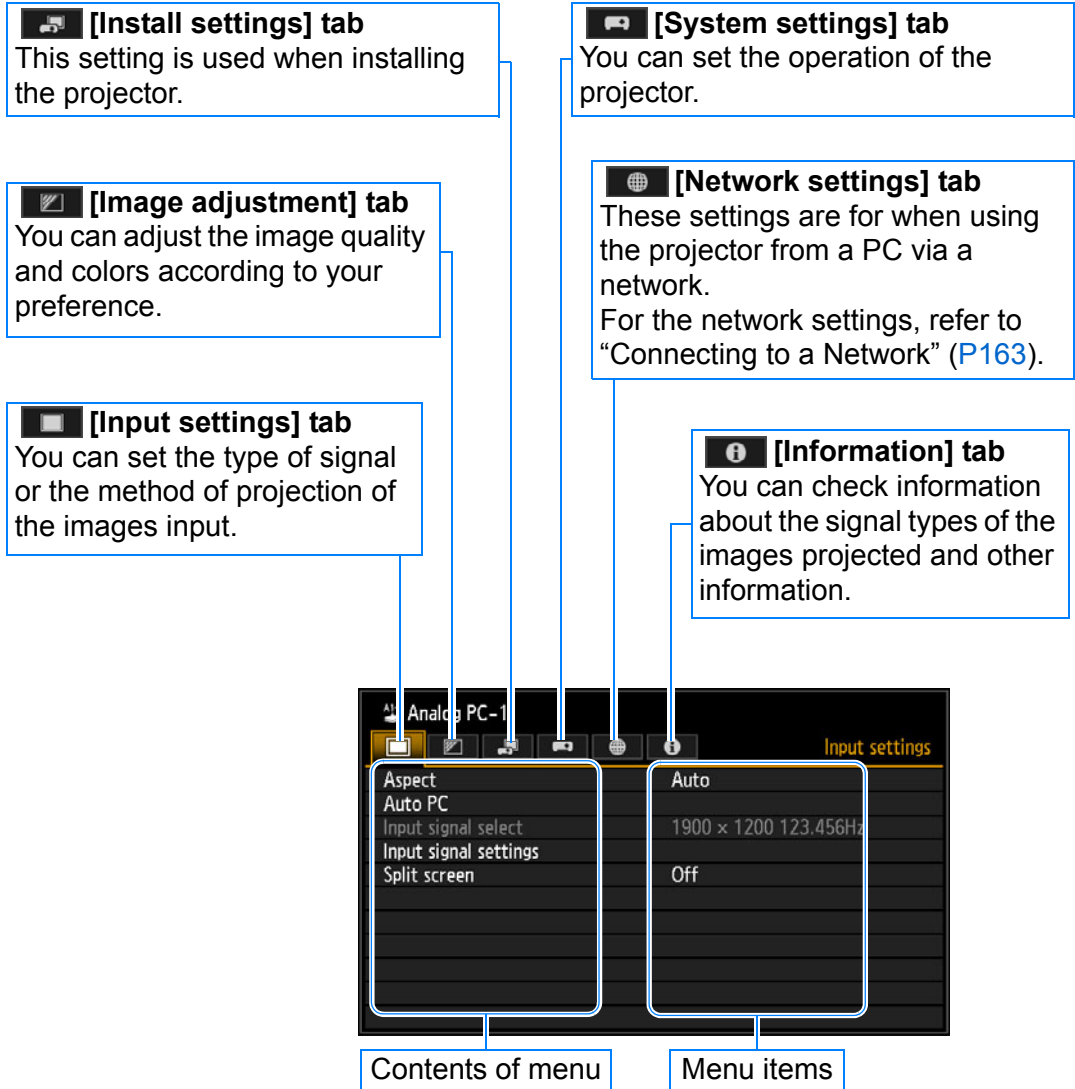 [Install settings] tab
This setting is used when installing
the projector.
[System settings] tab
You can set the operation of the
projector.
[Image adjustment] tab
You can adjust the image quality
and colors according to your
preference.
[Network settings] tab
These settings are for when using
the projector from a PC via a
network.
For the network settings, refer to
“Connecting to a Network” (P163).
[Input settings] tab
You can set the type of signal
or the method of projection of
the images input.
[Information] tab
You can check information
about the signal types of the
images projected and other
information.
Analog PC-1
Input settings
Aspect Auto
Auto PC
Input signal select 1900 × 1200 123.456Hz
Input signal settings
Split screen Off
Contents of menu
Menu items